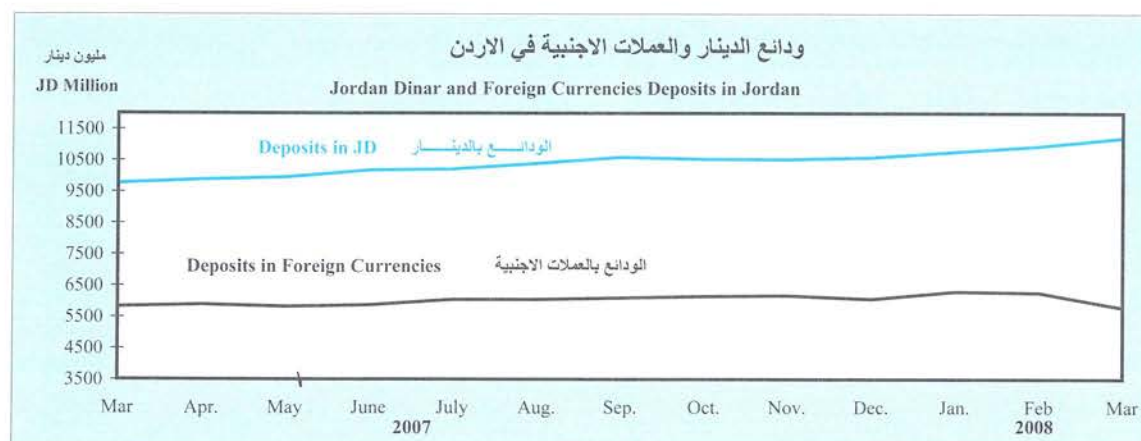 ودائع الدينار والعملات الاجنبية في الاردن
مليون دينار
JD Million
Jordan Dinar and Foreign Currencies Deposits in Jordan
11500
10500
9500
8500
7500
6500
5500
4500
3500
Deposits in JD الودائع بالدينار
Deposits in Foreign Currencies الودائع بالعملات الاجنبية
Mar Apr. May June July Aug. Sep. Oct. Nov. Dec. Jan. Feb Mar
2007 2008